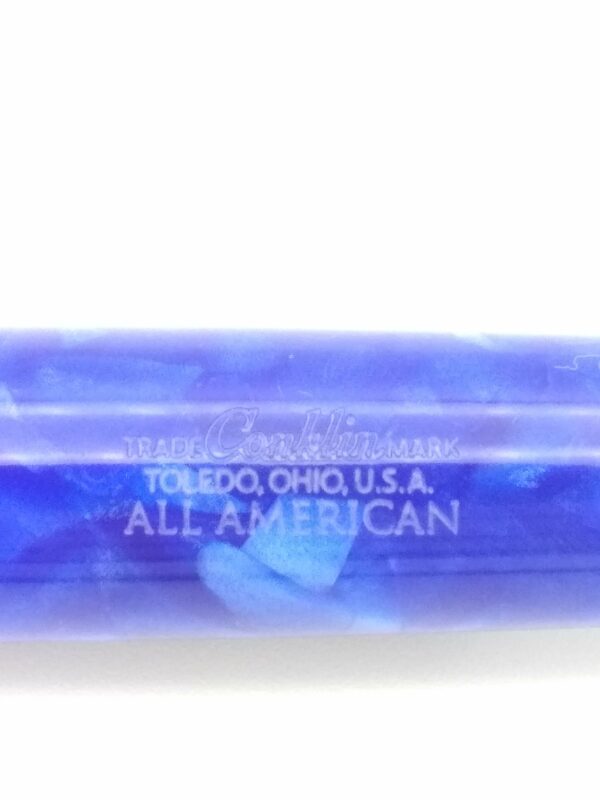 TRADE Conklin MARK
TOLEDO, OHIO, U.S.A.
ALL AMERICAN